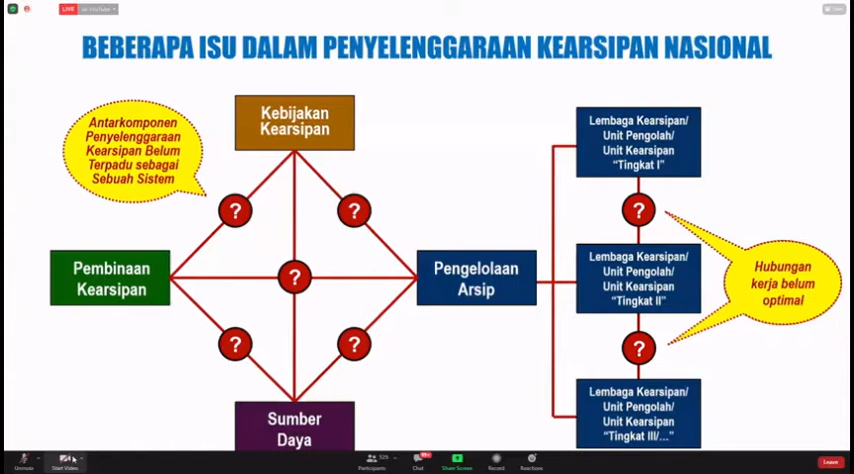 LIVE
BEBERAPA ISU DALAM PENYELENGGARAAN KEARSIPAN NASIONAL
Antarkomponen
Penyelenggaraan
Kearsipan Belum
Terpadu sebagai
Sebuah Sistem
Kebijakan
Kearsipan
?
?
Pembinaan
Kearsipan
?
Pengelolaan
Arsip
?
?
Sumber
Daya
Lembaga Kearsipan/
Unit Pengolah/
Unit Kearsipan
“Tingkat I”
?
Lembaga Kearsipan/
Unit Pengolah/
Unit Kearsipan
“Tingkat II”
?
Lembaga Kearsipan/
Unit Pengolah/
Unit Kearsipan
“Tingkat III/...”
Hubungan
kerja belum
optimal
Unmute
Start Video
Participants
Chat
Share Screen
Record
Reactions
Leave